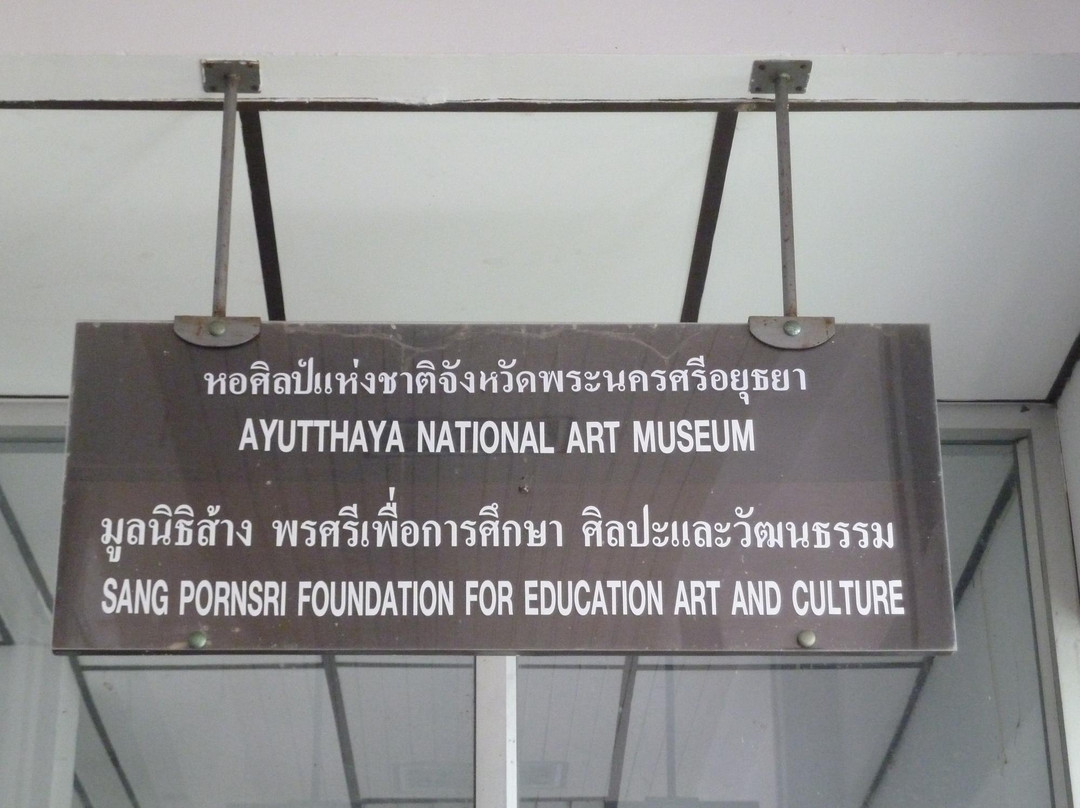 หอศิลป์แห่งชาติจังหวัดพระนครศรีอยุธยา
AYUTTHAYA NATIONAL ART MUSEUM
มูลนิธิส้าง พรศรีเพื่อการศึกษา ศิลปะและวัฒนธรรม
SANG PORNSRI FOUNDATION FOR EDUCATION ART AND CULTURE